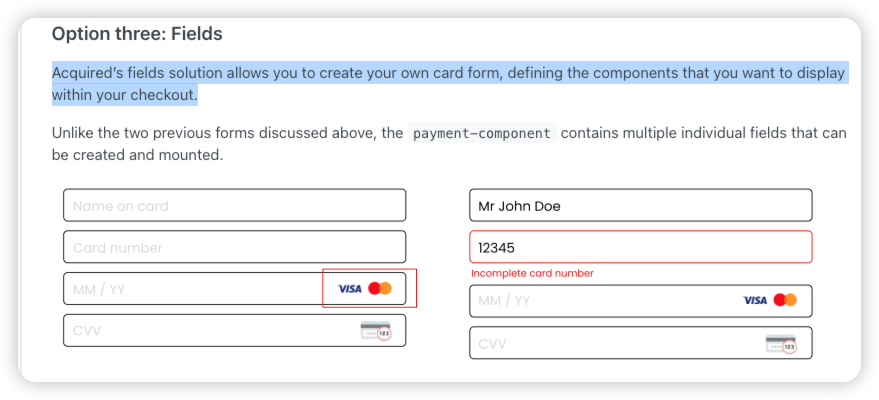 Option three: Fields
Acquired's fields solution allows you to create your own card form, defining the components that you want to display
within your checkout.
Unlike the two previous forms discussed above, the payment-component contains multiple individual fields that can
be created and mounted.
Name on card
Card number
MM / YY VISA
CVV 123
Mr John Doe
12345
Incomplete card number
MM / YY VISA
CVV 123